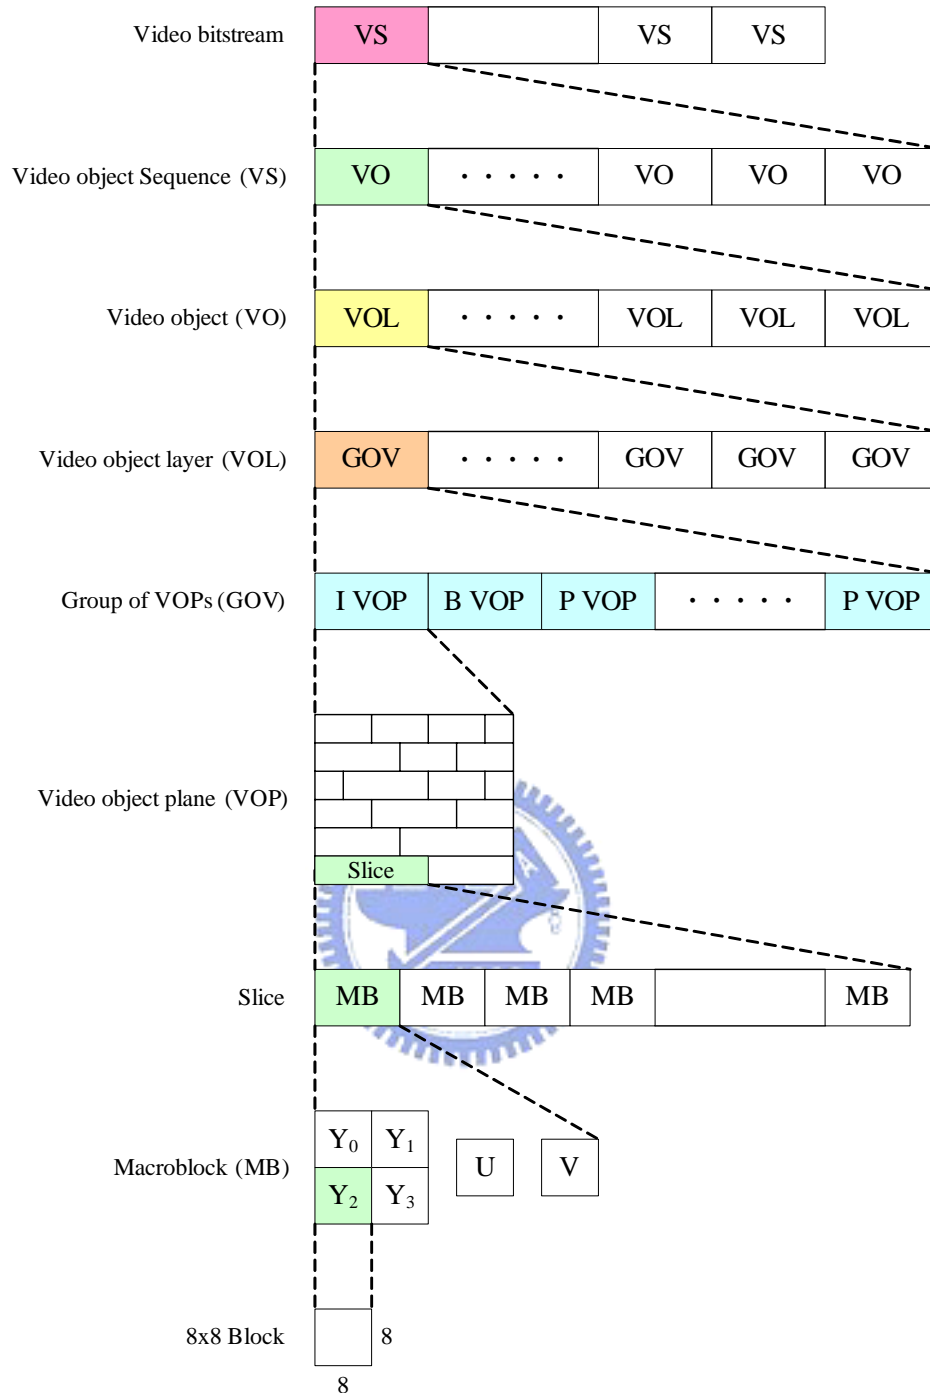 Video bitstream VS VS VS
Video object Sequence (VS) VO · · · · · VO VO VO
Video object (VO) VOL · · · · · VOL VOL VOL
Video object layer (VOL) GOV · · · · · GOV GOV GOV
Group of VOPs (GOV) I VOP B VOP P VOP · · · · · P VOP
Video object plane (VOP)
Slice
Slice MB MB MB MB MB
Y0 Y1
Macroblock (MB) U V
Y2 Y3
8x8 Block 8
8